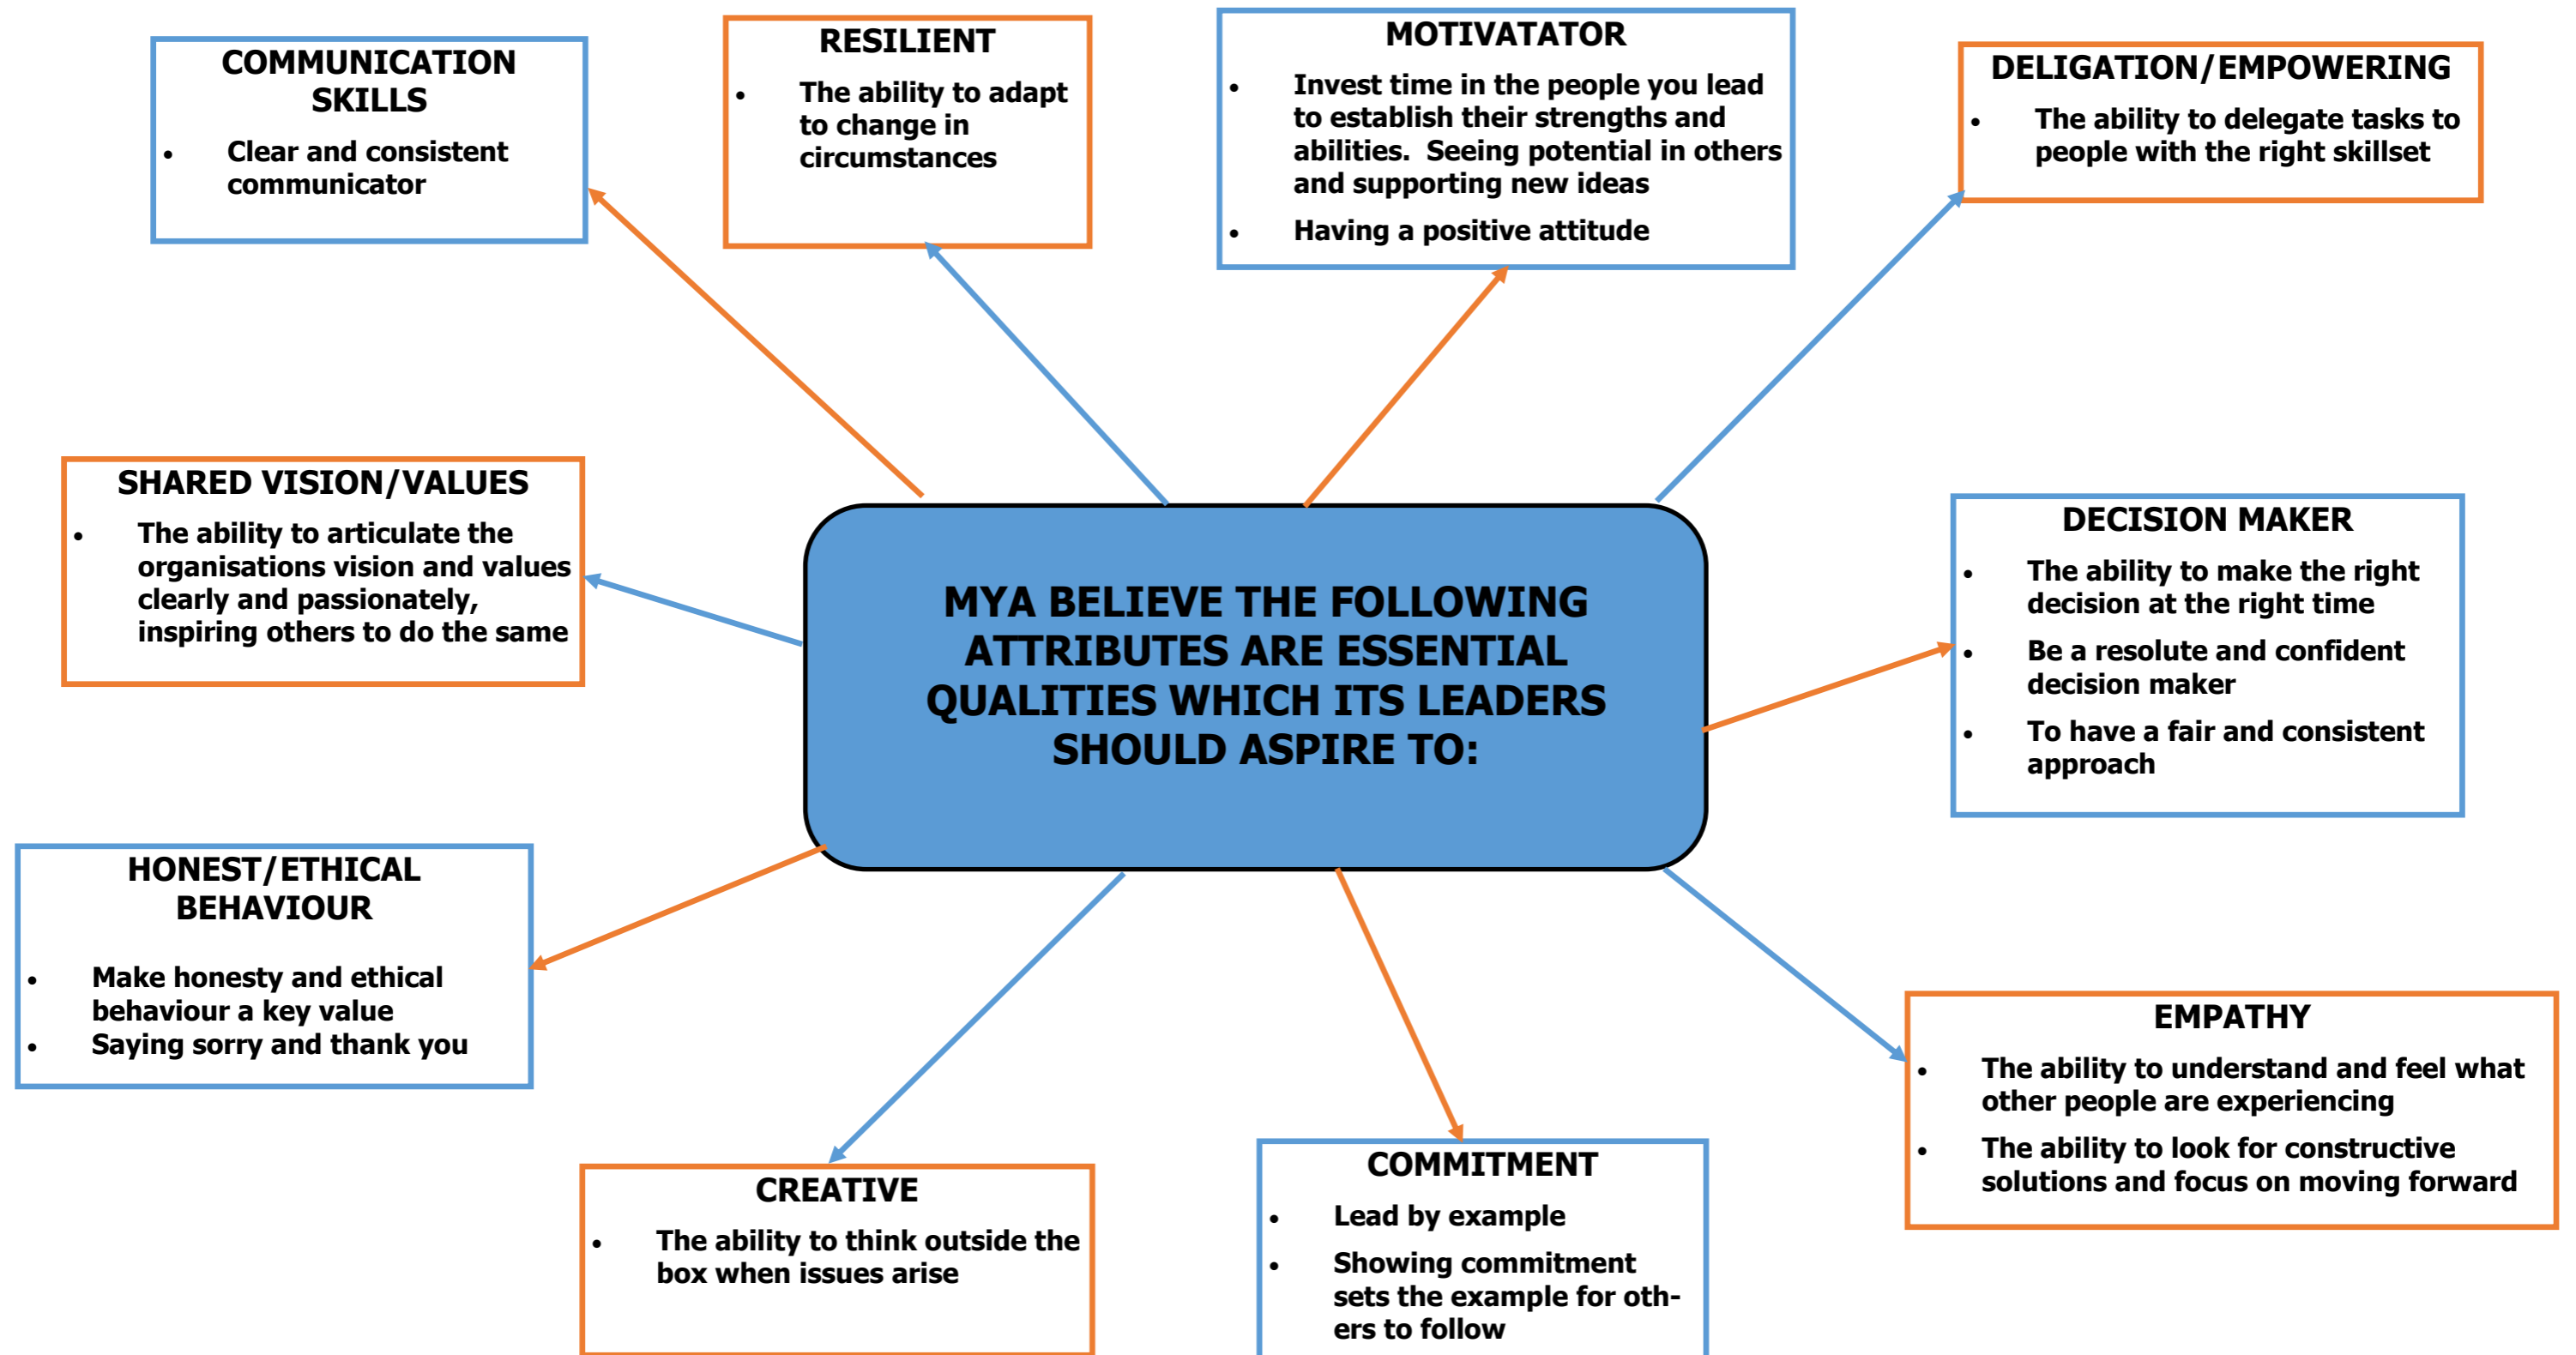 COMMUNICATION
SKILLS
• Clear and consistent
communicator
RESILIENT
• The ability to adapt
to change in
circumstances
MOTIVATATOR
• Invest time in the people you lead
to establish their strengths and
abilities.  Seeing potential in others
and supporting new ideas
• Having a positive attitude
DELIGATION/EMPOWERING
• The ability to delegate tasks to
people with the right skillset
SHARED VISION/VALUES
• The ability to articulate the
organisations vision and values
clearly and passionately,
inspiring others to do the same
MYA BELIEVE THE FOLLOWING
ATTRIBUTES ARE ESSENTIAL
QUALITIES WHICH ITS LEADERS
SHOULD ASPIRE TO:
DECISION MAKER
• The ability to make the right
decision at the right time
• Be a resolute and confident
decision maker
• To have a fair and consistent
approach
HONEST/ETHICAL
BEHAVIOUR
• Make honesty and ethical
behaviour a key value
• Saying sorry and thank you
CREATIVE
• The ability to think outside the
box when issues arise
COMMITMENT
• Lead by example
• Showing commitment
sets the example for oth-
ers to follow
EMPATHY
• The ability to understand and feel what
other people are experiencing
• The ability to look for constructive
solutions and focus on moving forward